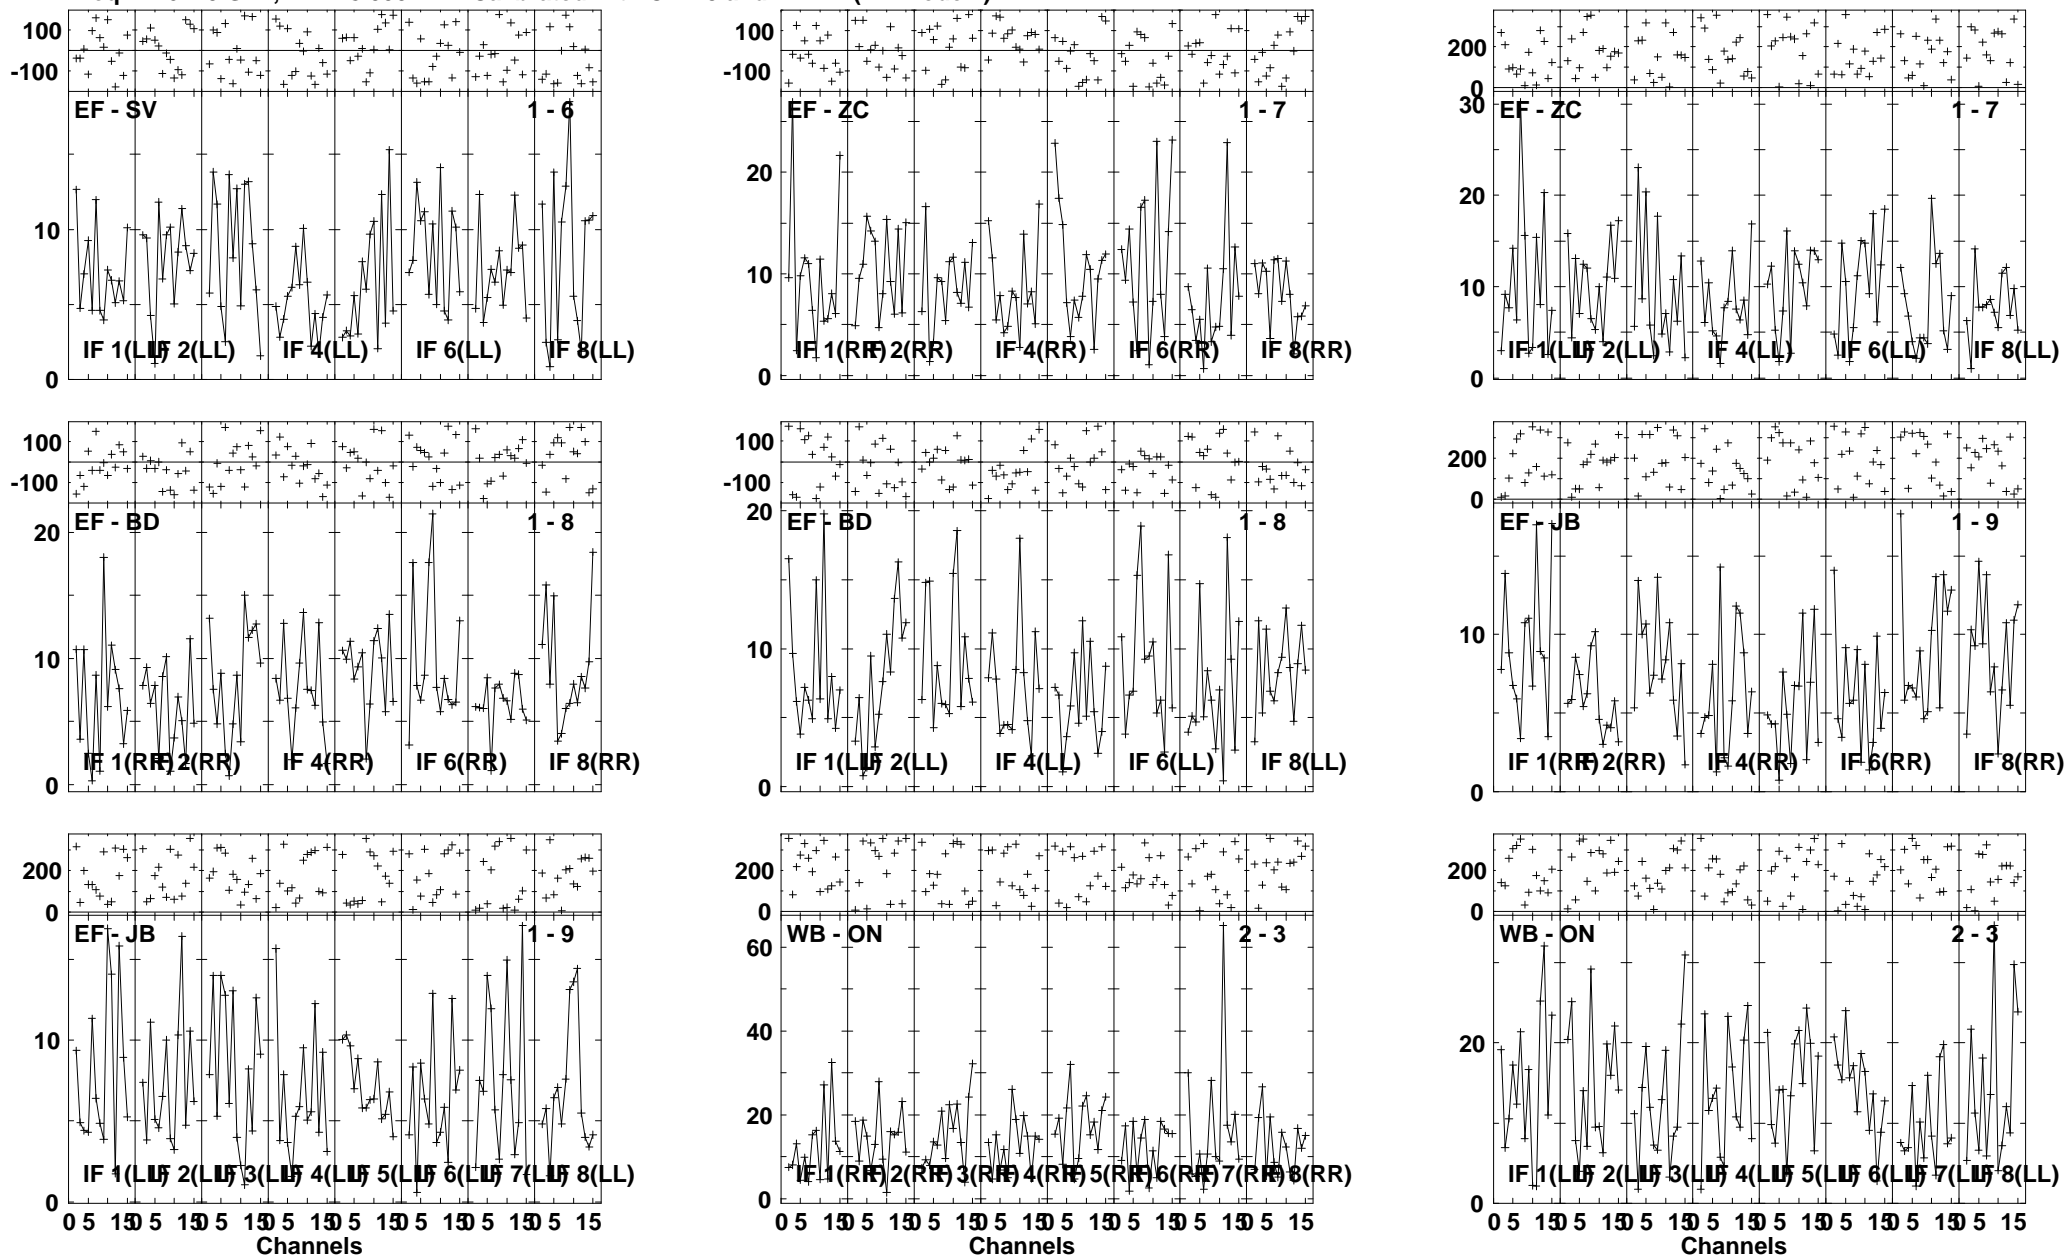 100
-100
EF - SV 1 - 6
10
0
IF 1(LL) IF 2(LL) IF 4(LL) IF 6(LL) IF 8(LL)
100
-100
EF - ZC 1 - 7
20
10
0
IF 1(RR) IF 2(RR) IF 4(RR) IF 6(RR) IF 8(RR)
200
0
EF - ZC 1 - 7
30
20
10
0
IF 1(LL) IF 2(LL) IF 4(LL) IF 6(LL) IF 8(LL)
100
-100
EF - BD 1 - 8
20
10
0
IF 1(RR) IF 2(RR) IF 4(RR) IF 6(RR) IF 8(RR)
100
-100
EF - BD 1 - 8
20
10
0
IF 1(LL) IF 2(LL) IF 4(LL) IF 6(LL) IF 8(LL)
200
0
EF - JB 1 - 9
10
0
IF 1(RR) IF 2(RR) IF 4(RR) IF 6(RR) IF 8(RR)
200
0
EF - JB 1 - 9
10
0
IF 1(LL) IF 2(LL) IF 3(LL) IF 4(LL) IF 5(LL) IF 6(LL) IF 7(LL) IF 8(LL)
0 5 15 0 5 15 0 5 15 0 5 15 0 5 15 0 5 15 0 5 15 0 5 15
Channels
200
0
WB - ON 2 - 3
60
40
20
0
IF 1(RR) IF 2(RR) IF 3(RR) IF 4(RR) IF 5(RR) IF 6(RR) IF 7(RR) IF 8(RR)
0 5 15 0 5 15 0 5 15 0 5 15 0 5 15 0 5 15 0 5 15 0 5 15
Channels
200
0
WB - ON 2 - 3
20
0
IF 1(LL) IF 2(LL) IF 3(LL) IF 4(LL) IF 5(LL) IF 6(LL) IF 7(LL) IF 8(LL)
0 5 15 0 5 15 0 5 15 0 5 15 0 5 15 0 5 15 0 5 15 0 5 15
Channels